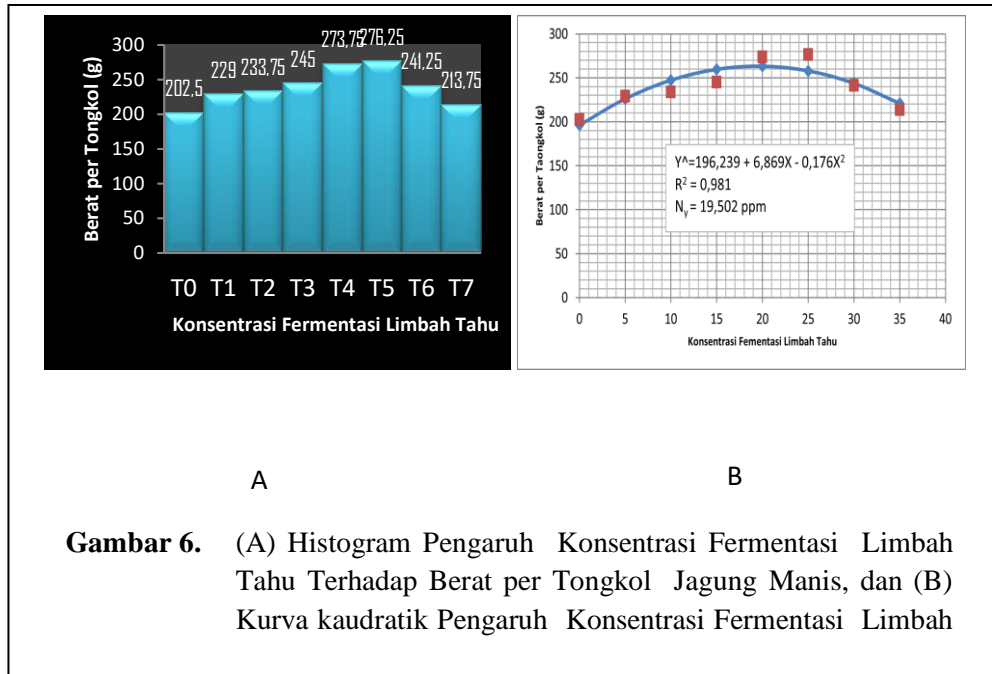 300
250
200
150
100
50
0
202,5
229
233,75
245
273,75
276,25
241,25
213,75
Berat per Tongkol (g)
T0 T1 T2 T3 T4 T5 T6 T7
Konsentrasi Fermentasi Limbah Tahu
300
250
200
150
100
50
0
Berat per Taongkol (g)
Y^=196,239 + 6,869X - 0,176X²
R² = 0,981
Nᵧ = 19,502 ppm
0 5 10 15 20 25 30 35 40
Konsentrasi Fementasi Limbah Tahu
A
B
Gambar 6. (A) Histogram Pengaruh Konsentrasi Fermentasi Limbah
Tahu Terhadap Berat per Tongkol Jagung Manis, dan (B)
Kurva kaudratik Pengaruh Konsentrasi Fermentasi Limbah